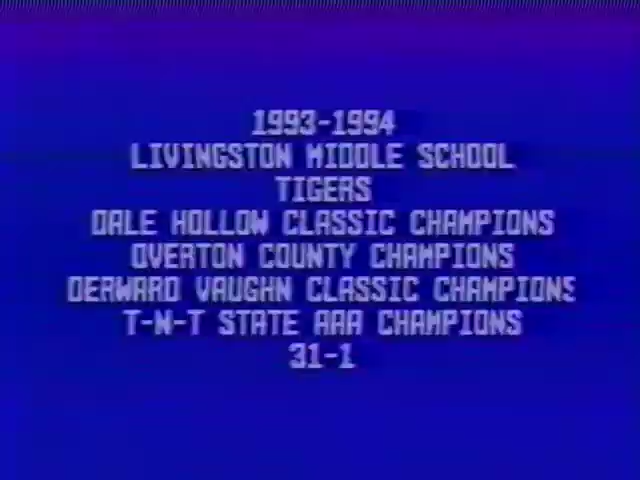 1993-1994
LIVINGSTON MIDDLE SCHOOL
TIGERS
DALE HOLLOW CLASSIC CHAMPIONS
OVERTON COUNTY CHAMPIONS
DERWARD VAUGHN CLASSIC CHAMPIONS
T-N-T STATE AAA CHAMPIONS
31-1